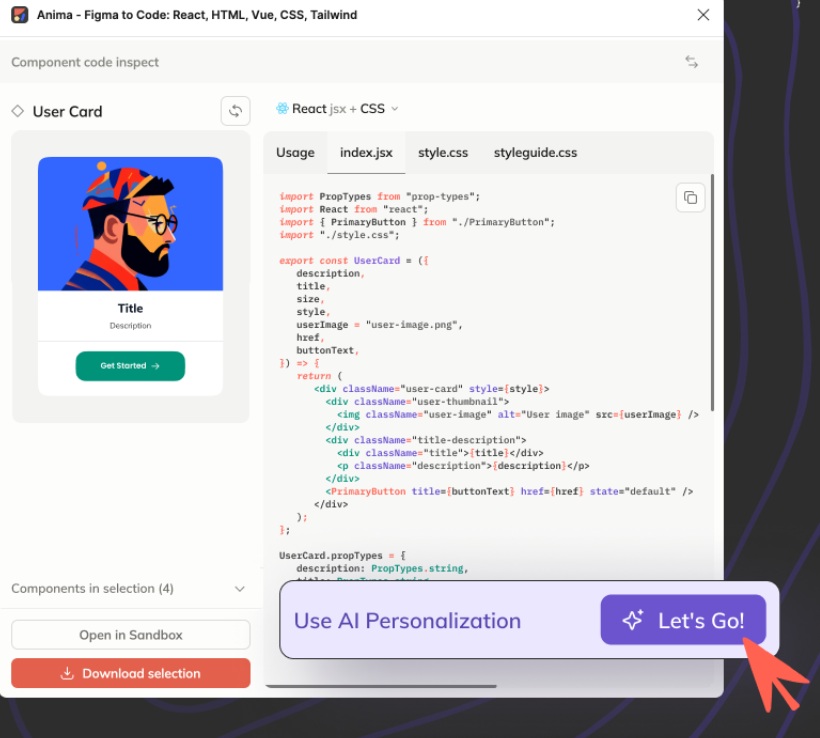 }
Anima - Figma to Code: React, HTML, Vue, CSS, Tailwind
Component code inspect
User Card
React jsx + CSS
Usage index.jsx style.css styleguide.css
Title
Description
Get Started →
import PropTypes from "prop-types";
import React from "react";
import { PrimaryButton } from "./PrimaryButton";
import "./style.css";
export const UserCard = ({
description,
title,
size,
style,
userImage = "user-image.png",
href,
buttonText,
}) => {
return (
<div className="user-card" style={style}>
<div className="user-thumbnail">
<img className="user-image" alt="User image" src={userImage} />
</div>
<div className="title-description">
<div className="title">{title}</div>
<p className="description">{description}</p>
</div>
<PrimaryButton title={buttonText} href={href} state="default" />
</div>
);
};
UserCard.propTypes = {
description: PropTypes.string,
title: PropTypes.string
Components in selection (4)
Open in Sandbox
Download selection
Use AI Personalization
Let's Go!